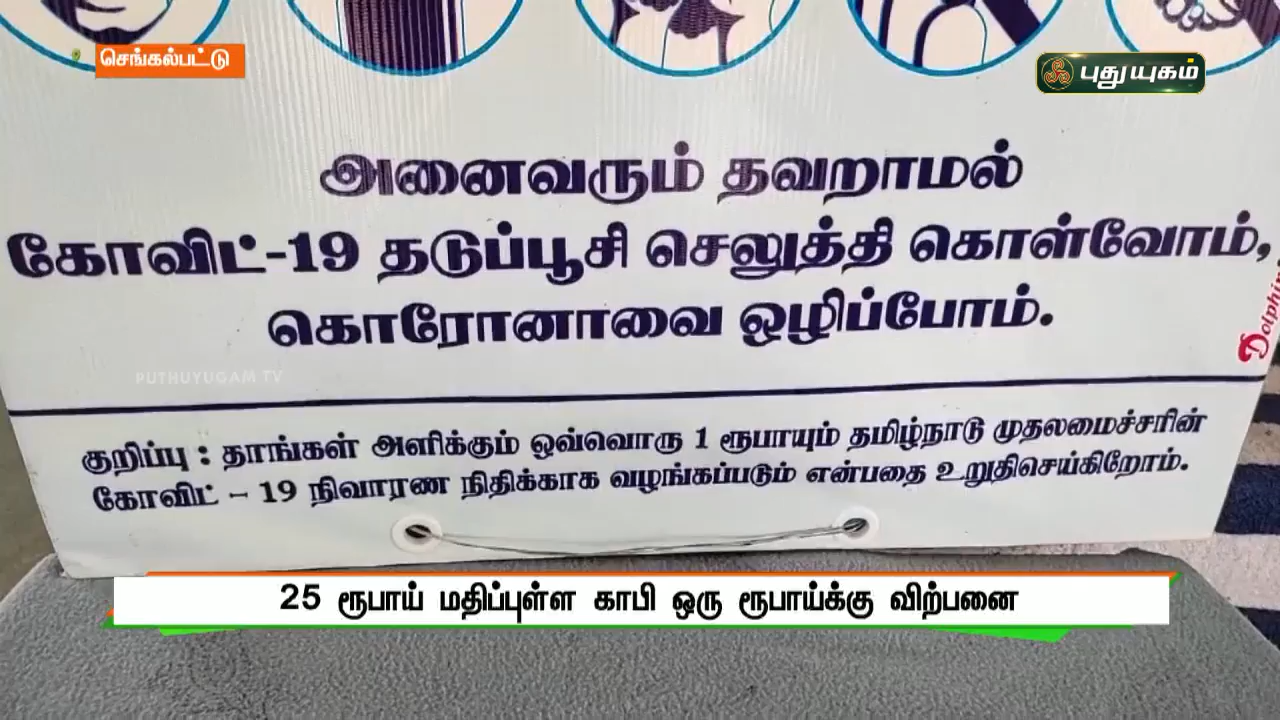 செங்கல்பட்டு
புதுயுகம்
அனைவரும் தவறாமல்
கோவிட்-19 தடுப்பூசி செலுத்தி கொள்வோம்,
கொரோனாவை ஒழிப்போம்.
Dolphin
PUTHUYUGAM TV
குறிப்பு : தாங்கள் அளிக்கும் ஒவ்வொரு 1 ரூபாயும் தமிழ்நாடு முதலமைச்சரின்
கோவிட் – 19 நிவாரண நிதிக்காக வழங்கப்படும் என்பதை உறுதிசெய்கிறோம்.
25 ரூபாய் மதிப்புள்ள காபி ஒரு ரூபாய்க்கு விற்பனை